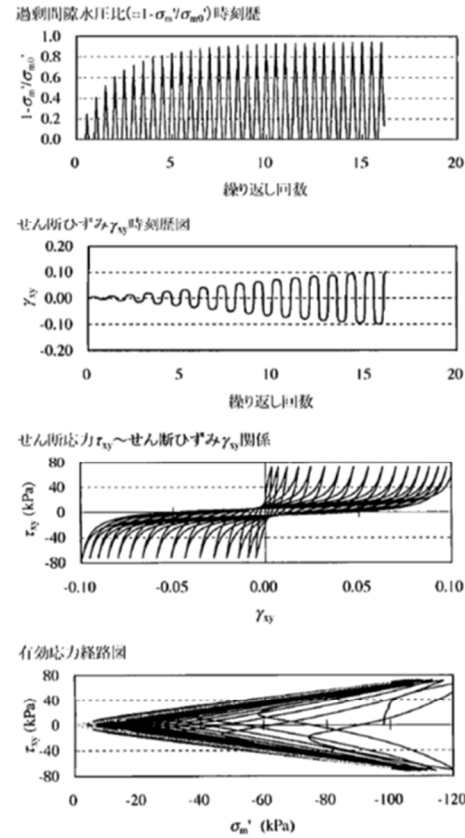 過剰間隙水圧比(=1-σm'/σm0')時刻歴
1-σm'/σm0'
1.0
0.8
0.6
0.4
0.2
0.0
0 5 10 15 20
繰り返し回数
せん断ひずみγxy時刻歴図
γxy
0.20
0.10
0.00
-0.10
-0.20
0 5 10 15 20
繰り返し回数
せん断応力τxy～せん断ひずみγxy関係
τxy (kPa)
80
40
0
-40
-80
-0.10 -0.05 0.00 0.05 0.10
γxy
有効応力経路図
τxy (kPa)
80
40
0
-40
-80
0 -20 -40 -60 -80 -100 -120
σm' (kPa)